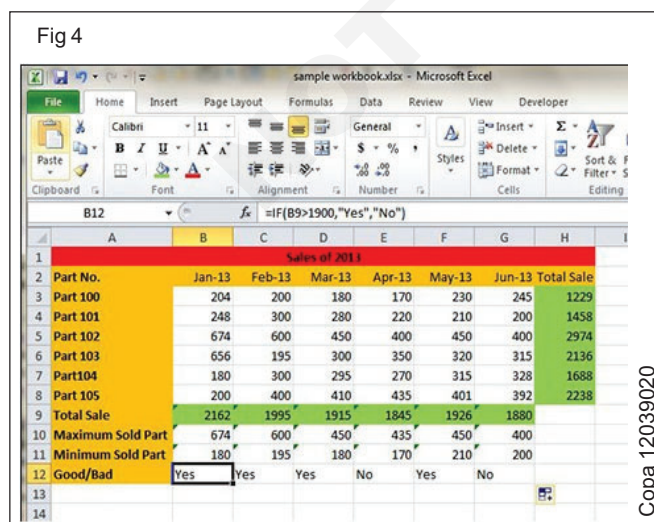 Fig 4
sample workbook.xlsx - Microsoft Excel
File Home Insert Page Layout Formulas Data Review View Developer
Calibri 11 General Insert
Paste B I U A A $ % , Styles Delete Sort & Filter
Format
Clipboard Font Alignment Number Cells Editing
B12 fx =IF(B9>1900,"Yes","No")
A B C D E F G H
1 Sales of 2013
2 Part No. Jan-13 Feb-13 Mar-13 Apr-13 May-13 Jun-13 Total Sale
3 Part 100 204 200 180 170 230 245 1229
4 Part 101 248 300 280 220 210 200 1458
5 Part 102 674 600 450 400 450 400 2974
6 Part 103 656 195 300 350 320 315 2136
7 Part104 180 300 295 270 315 328 1688
8 Part 105 200 400 410 435 401 392 2238
9 Total Sale 2162 1995 1915 1845 1926 1880
10 Maximum Sold Part 674 600 450 435 450 400
11 Minimum Sold Part 180 195 180 170 210 200
12 Good/Bad Yes Yes Yes No Yes No
13
14
Copa 12039020